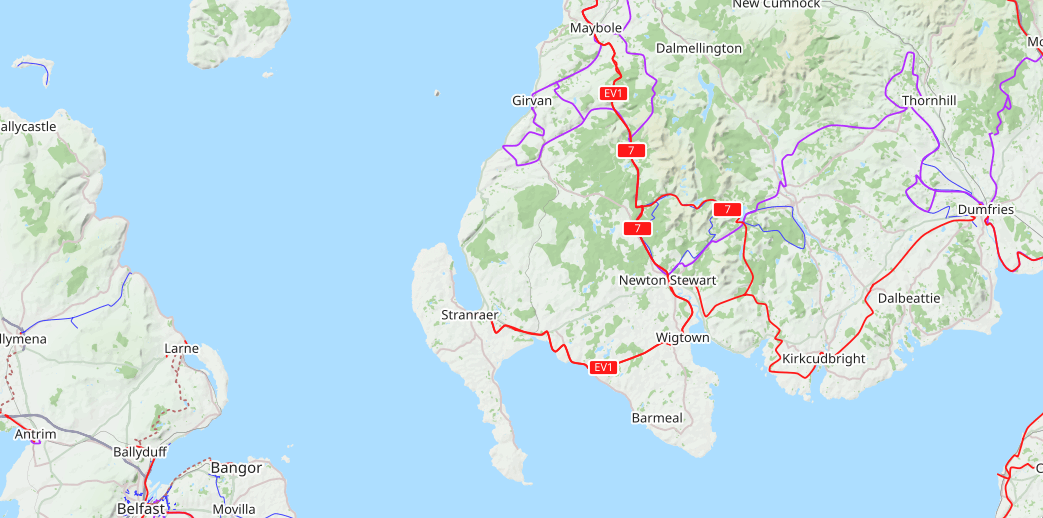 New Cumnock
Maybole
Mo
Dalmellington
EV1
Girvan
Thornhill
allycastle
7
7
Dumfries
7
Newton Stewart
Dalbeattie
Stranraer
llymena
Larne
Wigtown
Kirkcudbright
EV1
Barmeal
Antrim
Ballyduff
Bangor
C
Belfast
Movilla